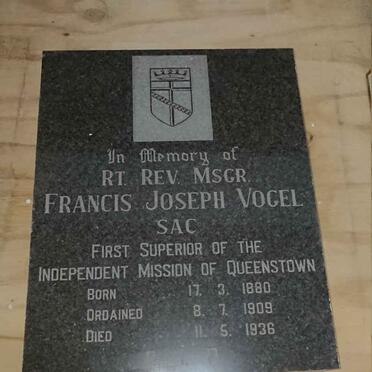 In Memory of
RT. REV. MSGR.
FRANCIS JOSEPH VOGEL
SAC
FIRST SUPERIOR OF THE
INDEPENDENT MISSION OF QUEENSTOWN
BORN 17. 3. 1880
ORDAINED 8. 7. 1909
DIED 11. 5. 1936